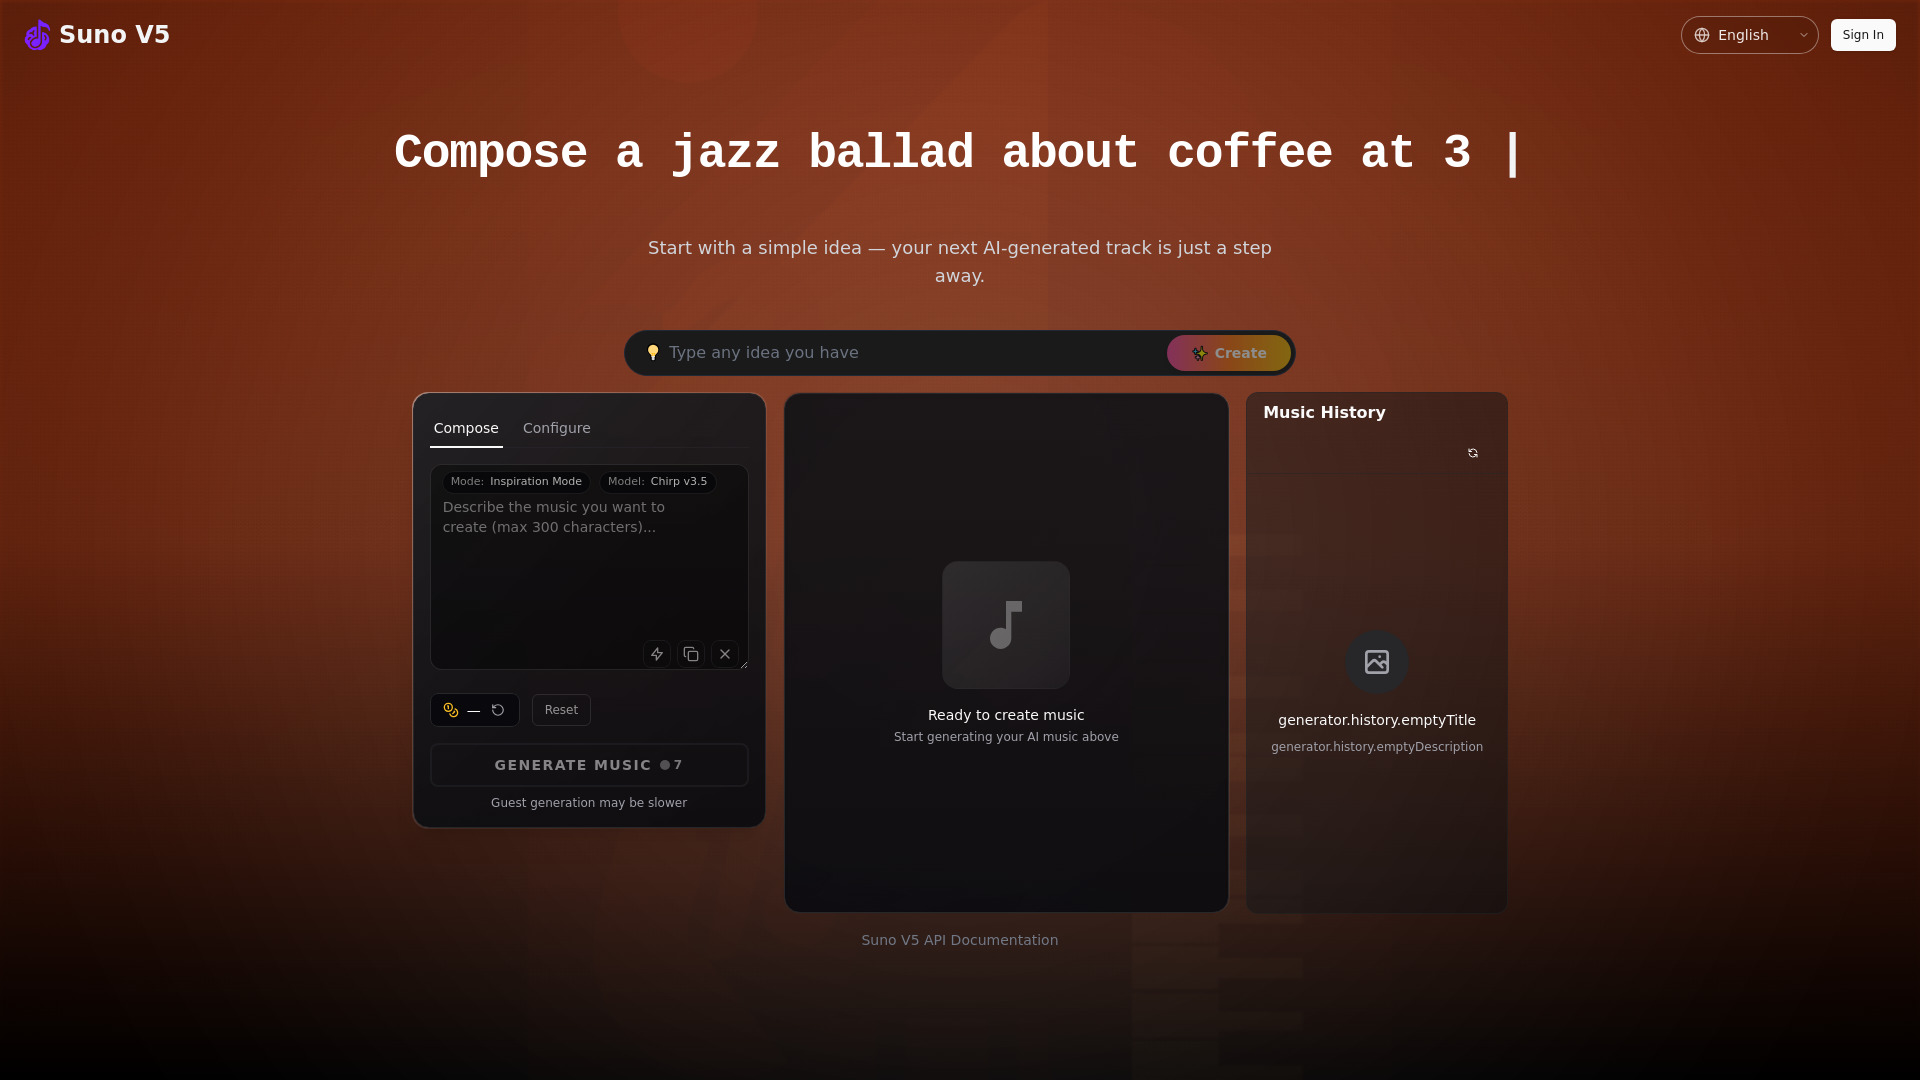 Suno V5
English
Sign In
Compose a jazz ballad about coffee at 3 |
Start with a simple idea — your next AI-generated track is just a step
away.
Type any idea you have
Create
Compose
Configure
Mode: Inspiration Mode
Model: Chirp v3.5
Describe the music you want to
create (max 300 characters)...
—
Reset
GENERATE MUSIC 7
Guest generation may be slower
Ready to create music
Start generating your AI music above
Music History
generator.history.emptyTitle
generator.history.emptyDescription
Suno V5 API Documentation